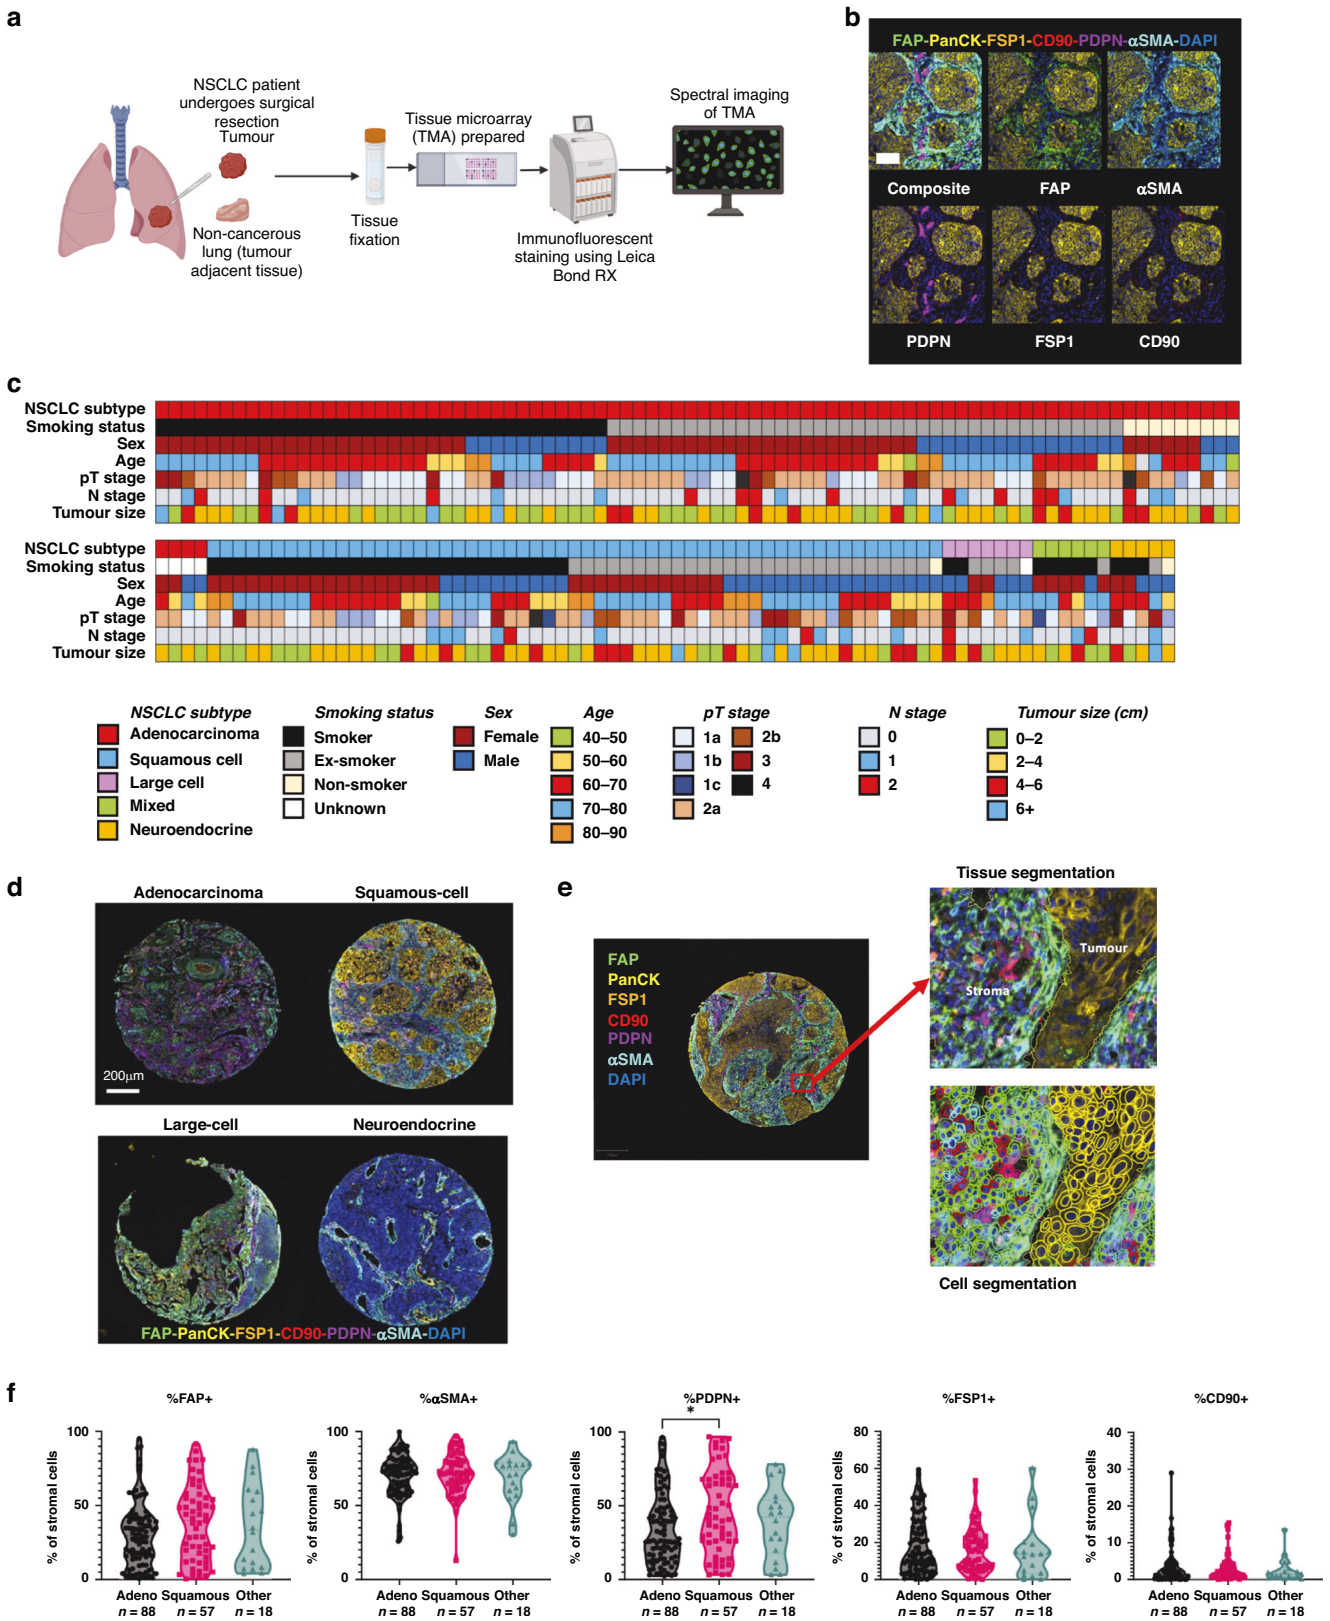 a
NSCLC patient
undergoes surgical
resection
Tumour
Non-cancerous
lung (tumour
adjacent tissue)
Tissue
fixation
Tissue microarray
(TMA) prepared
Immunofluorescent
staining using Leica
Bond RX
Spectral imaging
of TMA
b
FAP-PanCK-FSP1-CD90-PDPN-αSMA-DAPI
Composite FAP αSMA
PDPN FSP1 CD90
c
NSCLC subtype
Smoking status
Sex
Age
pT stage
N stage
Tumour size
NSCLC subtype
Smoking status
Sex
Age
pT stage
N stage
Tumour size
NSCLC subtype
Adenocarcinoma
Squamous cell
Large cell
Mixed
Neuroendocrine
Smoking status
Smoker
Ex-smoker
Non-smoker
Unknown
Sex
Female
Male
Age
40–50
50–60
60–70
70–80
80–90
pT stage
1a 2b
1b 3
1c 4
2a
N stage
0
1
2
Tumour size (cm)
0–2
2–4
4–6
6+
d
Adenocarcinoma Squamous-cell
200μm
Large-cell Neuroendocrine
FAP-PanCK-FSP1-CD90-PDPN-αSMA-DAPI
e
FAP
PanCK
FSP1
CD90
PDPN
αSMA
DAPI
Tissue segmentation
Tumour
Stroma
Cell segmentation
f
%FAP+
% of stromal cells
100
50
0
Adeno Squamous Other
n = 88 n = 57 n = 18
%αSMA+
% of stromal cells
100
50
0
Adeno Squamous Other
n = 88 n = 57 n = 18
%PDPN+
*
% of stromal cells
100
50
0
Adeno Squamous Other
n = 88 n = 57 n = 18
%FSP1+
% of stromal cells
80
60
40
20
0
Adeno Squamous Other
n = 88 n = 57 n = 18
%CD90+
% of stromal cells
40
30
20
10
0
Adeno Squamous Other
n = 88 n = 57 n = 18